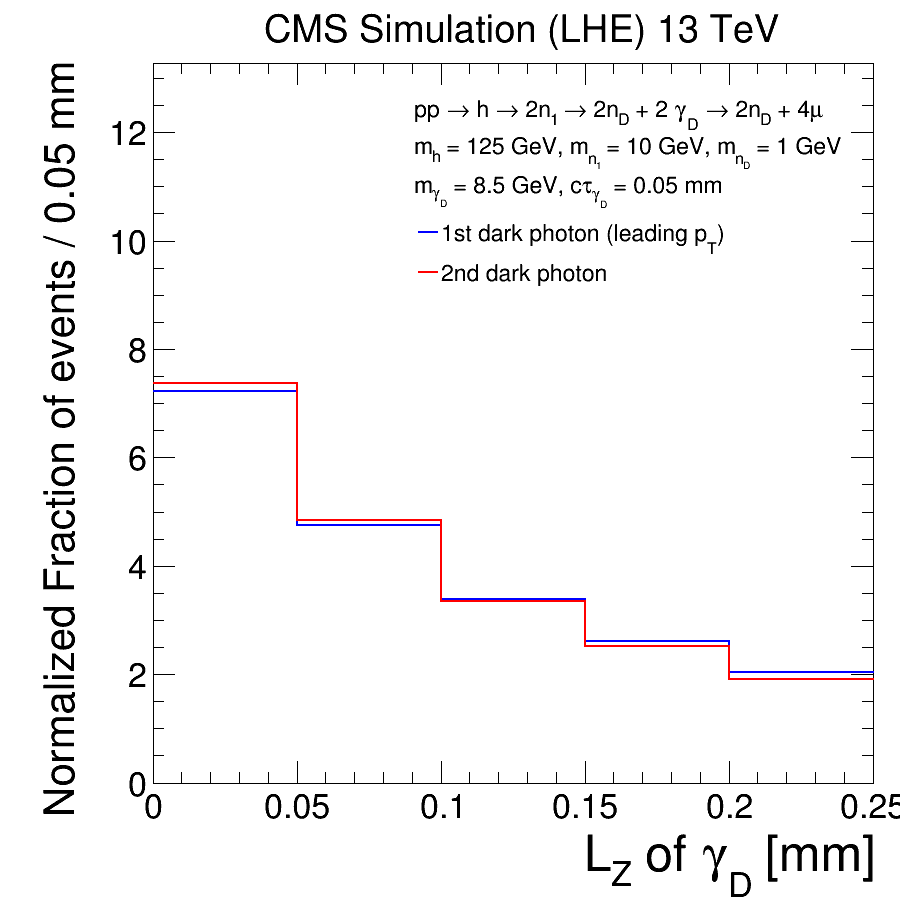 CMS Simulation (LHE) 13 TeV
Normalized Fraction of events / 0.05 mm
pp → h → 2n1 → 2nD + 2 γD → 2nD + 4μ
mh = 125 GeV, mn1 = 10 GeV, mnD = 1 GeV
mγD = 8.5 GeV, cτγD = 0.05 mm
1st dark photon (leading pT)
2nd dark photon
12
10
8
6
4
2
0
0 0.05 0.1 0.15 0.2 0.25
LZ of γD [mm]